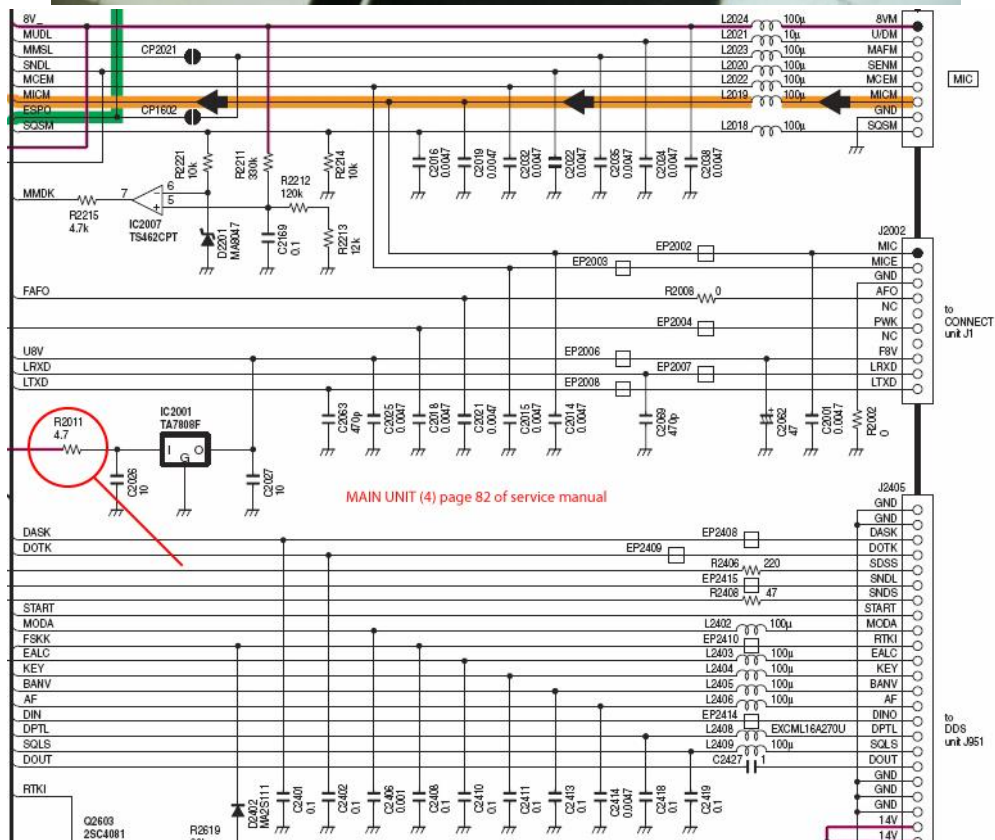 8V_ L2024 100µ 8VM
MUDL L2021 10µ U/DM
MMSL CP2021 L2023 100µ MAFM
SNDL L2020 100µ SENM
MCEM L2022 100µ MCEM
MIC
MICM L2019 100µ MICM
ESPO CP1602 GND
SQSM L2018 100µ SQSM
R2221 10k
R2211 330k
R2214 10k
C2016 0.0047
C2019 0.0047
C2032 0.0047
C2022 0.0047
C2035 0.0047
C2024 0.0047
C2038 0.0047
MMDK 7 6 5
R2215 4.7k
IC2007 TS462CPT
D2201 MA8047
C2169 0.1
R2212 120k
R2213 12k
J2002
EP2002 MIC
EP2003 MICE
GND
FAFO R2008 0 AFO
NC
EP2004 PWK
NC
to CONNECT unit J1
U8V EP2006 F8V
LRXD EP2007 LRXD
LTXD EP2008 LTXD
C2063 470p
C2025 0.0047
C2018 0.0047
C2021 0.0047
C2015 0.0047
C2014 0.0047
C2069 470p
C2062 47
C2001 0.0047
R2002 0
R2011 4.7
IC2001 TA7808F
I G O
C2026 10
C2027 10
MAIN UNIT (4) page 82 of service manual
J2405
GND
GND
DASK EP2408 DASK
DOTK EP2409 DOTK
R2406 220 SDSS
EP2415 SNDL
R2408 47 SNDS
START START
MODA L2402 100µ MODA
FSKK EP2410 RTKI
EALC L2403 100µ EALC
KEY L2404 100µ KEY
BANV L2405 100µ BANV
AF L2406 100µ AF
DIN EP2414 DINO
DPTL L2408 EXCML16A270U DPTL
SQLS L2409 100µ SQLS
DOUT C2427 1 DOUT
to DDS unit J951
GND
GND
GND
14V
14V
RTKI
Q2603 2SC4081
R2619
D2402 MA2S111
C2401 0.1
C2402 0.1
C2406 0.001
C2408 0.1
C2410 0.1
C2411 0.1
C2413 0.1
C2414 0.0047
C2418 0.1
C2419 0.1